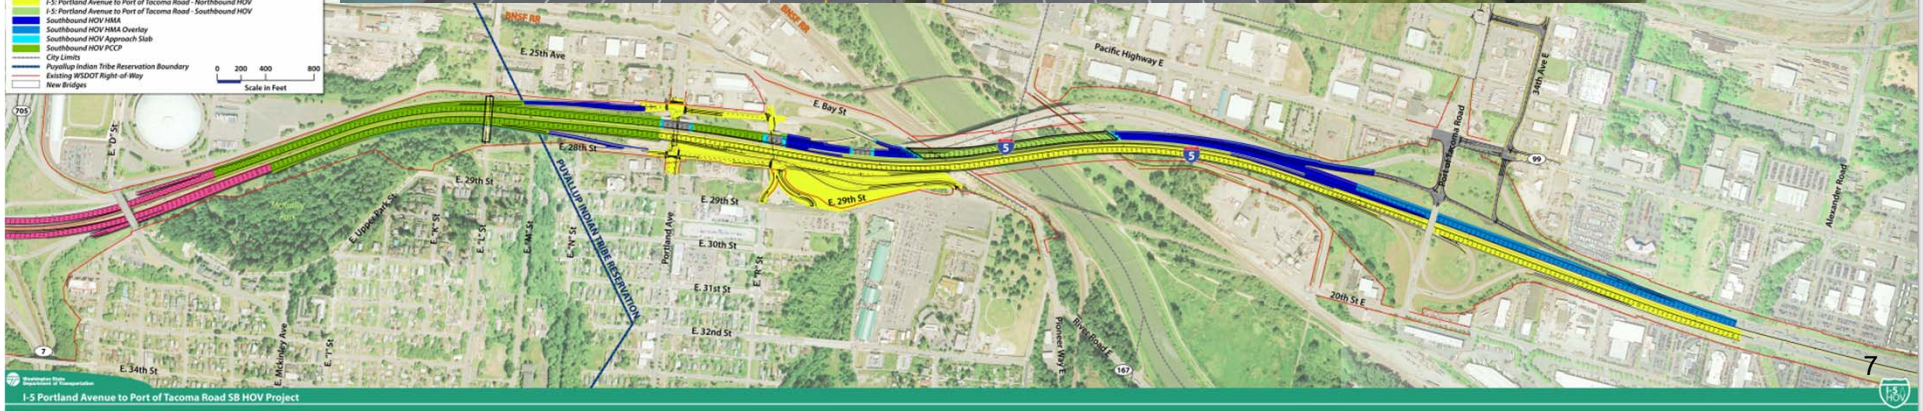 I-5: Portland Avenue to Port of Tacoma Road - Northbound HOV
I-5: Portland Avenue to Port of Tacoma Road - Southbound HOV
Southbound HMA
Southbound HMA Overlay
Southbound HOV Approach Slab
Southbound HOV PCCP
City Limits
Puyallup Indian Tribe Reservation Boundary
Existing WSDOT Right-of-Way
New Bridges
0 200 400 800
Scale in Feet
BNSF RR
BNSF RR
E. 25th Ave
Pacific Highway E
34th Ave E
705
E. "D" St
E. Bay St
5
5
Port of Tacoma Road
99
Alexander Road
E. 28th St
PUYALLUP INDIAN TRIBE RESERVATION
E. 29th St
E. 29th St
E. 29th St
McKinley
Park
E. Upper Park St
E. "K" St
E. "L" St
E. "M" St
E. "N" St
Portland Ave
E. 30th St
E. "R" St
E. 31st St
E. 32nd St
20th St E
Pioneer Way E
River Road E
167
7
E. 34th St
E. Mckinley Ave
E. "I" St
7
Washington State
Department of Transportation
I-5 Portland Avenue to Port of Tacoma Road SB HOV Project
I-5
HOV